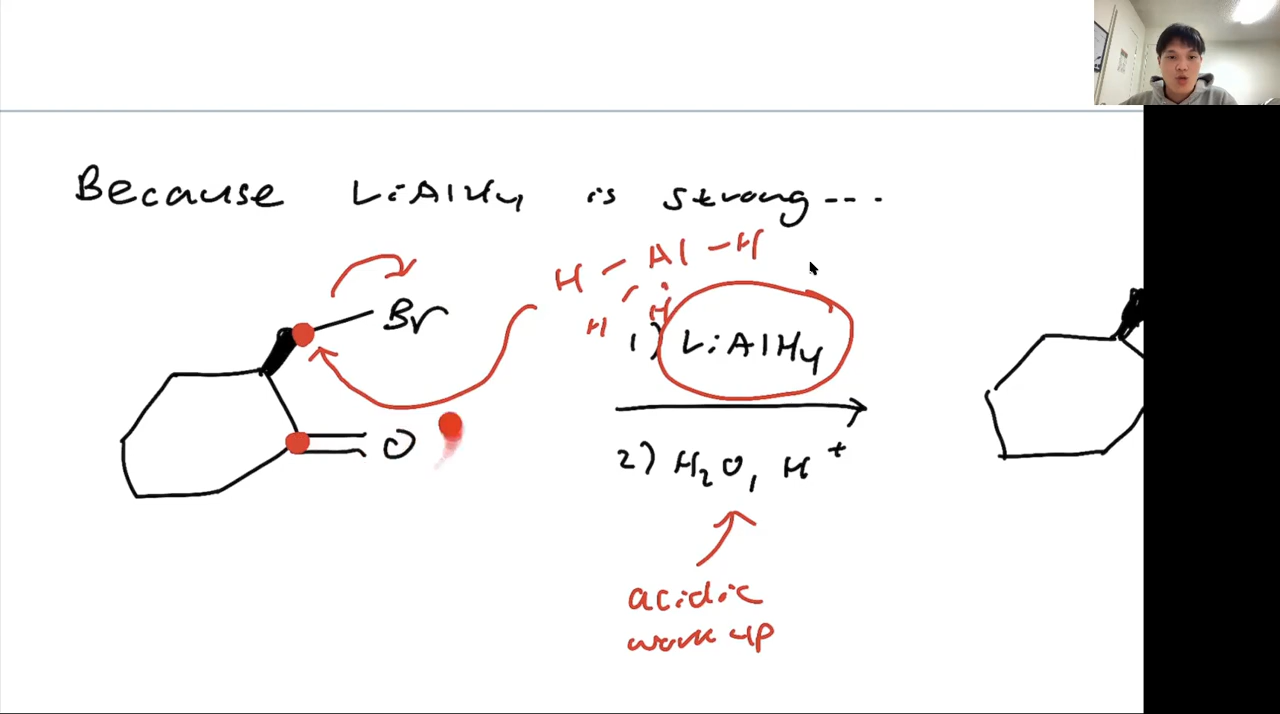 Because LiAlH4 is strong...
H - Al - H
H H
Br
1) LiAlH4
O
2) H2O, H+
acidic
work up